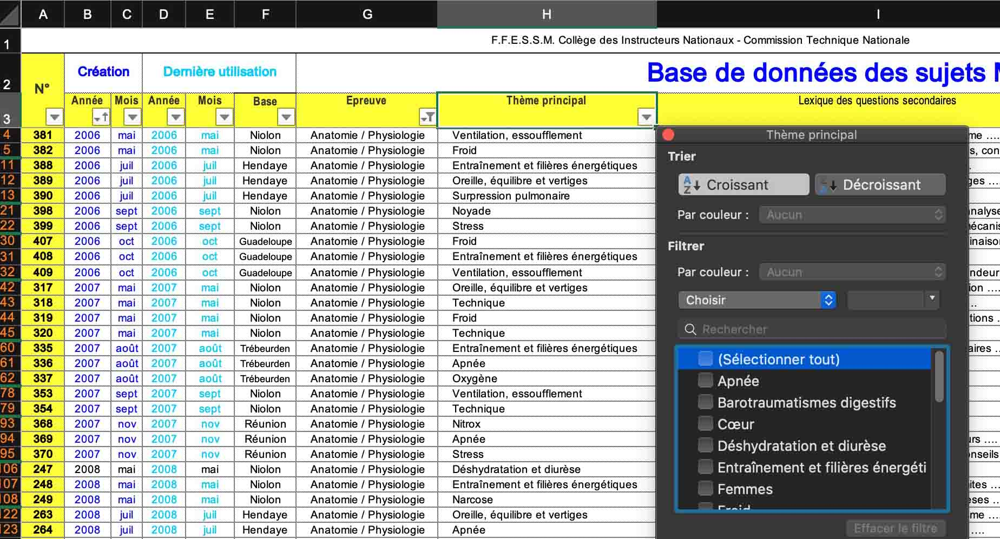 A B C D E F G H I
1 F.F.E.S.S.M. Collège des Instructeurs Nationaux - Commission Technique Nationale
2 N° Création Dernière utilisation Base de données des sujets
3 Année Mois Année Mois Base Epreuve Thème principal Lexique des questions secondaires
4 381 2006 mai 2006 mai Niolon Anatomie / Physiologie Ventilation, essoufflement
5 382 2006 mai 2006 mai Niolon Anatomie / Physiologie Froid
11 388 2006 juil 2006 juil Hendaye Anatomie / Physiologie Entraînement et filières énergétiques
12 389 2006 juil 2006 juil Hendaye Anatomie / Physiologie Oreille, équilibre et vertiges
13 390 2006 juil 2006 juil Hendaye Anatomie / Physiologie Surpression pulmonaire
21 398 2006 sept 2006 sept Niolon Anatomie / Physiologie Noyade
22 399 2006 sept 2006 sept Niolon Anatomie / Physiologie Stress
30 407 2006 oct 2006 oct Guadeloupe Anatomie / Physiologie Froid
31 408 2006 oct 2006 oct Guadeloupe Anatomie / Physiologie Entraînement et filières énergétiques
32 409 2006 oct 2006 oct Guadeloupe Anatomie / Physiologie Ventilation, essoufflement
42 317 2007 mai 2007 mai Niolon Anatomie / Physiologie Oreille, équilibre et vertiges
43 318 2007 mai 2007 mai Niolon Anatomie / Physiologie Technique
44 319 2007 mai 2007 mai Niolon Anatomie / Physiologie Froid
45 320 2007 mai 2007 mai Niolon Anatomie / Physiologie Technique
60 335 2007 août 2007 août Trébeurden Anatomie / Physiologie Entraînement et filières énergétiques
61 336 2007 août 2007 août Trébeurden Anatomie / Physiologie Apnée
62 337 2007 août 2007 août Trébeurden Anatomie / Physiologie Oxygène
78 353 2007 sept 2007 sept Niolon Anatomie / Physiologie Ventilation, essoufflement
79 354 2007 sept 2007 sept Niolon Anatomie / Physiologie Technique
93 368 2007 nov 2007 nov Réunion Anatomie / Physiologie Nitrox
94 369 2007 nov 2007 nov Réunion Anatomie / Physiologie Apnée
95 370 2007 nov 2007 nov Réunion Anatomie / Physiologie Stress
106 247 2008 mai 2008 mai Niolon Anatomie / Physiologie Déshydratation et diurèse
107 248 2008 mai 2008 mai Niolon Anatomie / Physiologie Entraînement et filières énergétiques
108 249 2008 mai 2008 mai Niolon Anatomie / Physiologie Narcose
122 263 2008 juil 2008 juil Hendaye Anatomie / Physiologie Oreille, équilibre et vertiges
123 264 2008 juil 2008 juil Hendaye Anatomie / Physiologie Apnée
Thème principal
Trier
Croissant Décroissant
Par couleur : Aucun
Filtrer
Par couleur : Aucun
Choisir
Rechercher
(Sélectionner tout)
Apnée
Barotraumatismes digestifs
Cœur
Déshydratation et diurèse
Entraînement et filières énergéti
Femmes
Froid
Effacer le filtre